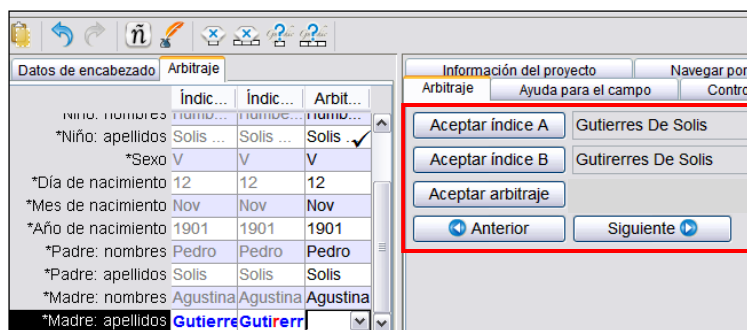 ñ
Datos de encabezado Arbitraje
Índic... Índic... Arbit...
*Niño: apellidos Solis ... Solis ... Solis ..
*Sexo V V V
*Día de nacimiento 12 12 12
*Mes de nacimiento Nov Nov Nov
*Año de nacimiento 1901 1901 1901
*Padre: nombres Pedro Pedro Pedro
*Padre: apellidos Solis Solis Solis
*Madre: nombres Agustina Agustina Agustina
*Madre: apellidos Gutierre Gutirerr
Información del proyecto Navegar por
Arbitraje Ayuda para el campo Contro
Aceptar índice A Gutierres De Solis
Aceptar índice B Gutirerres De Solis
Aceptar arbitraje
Anterior Siguiente